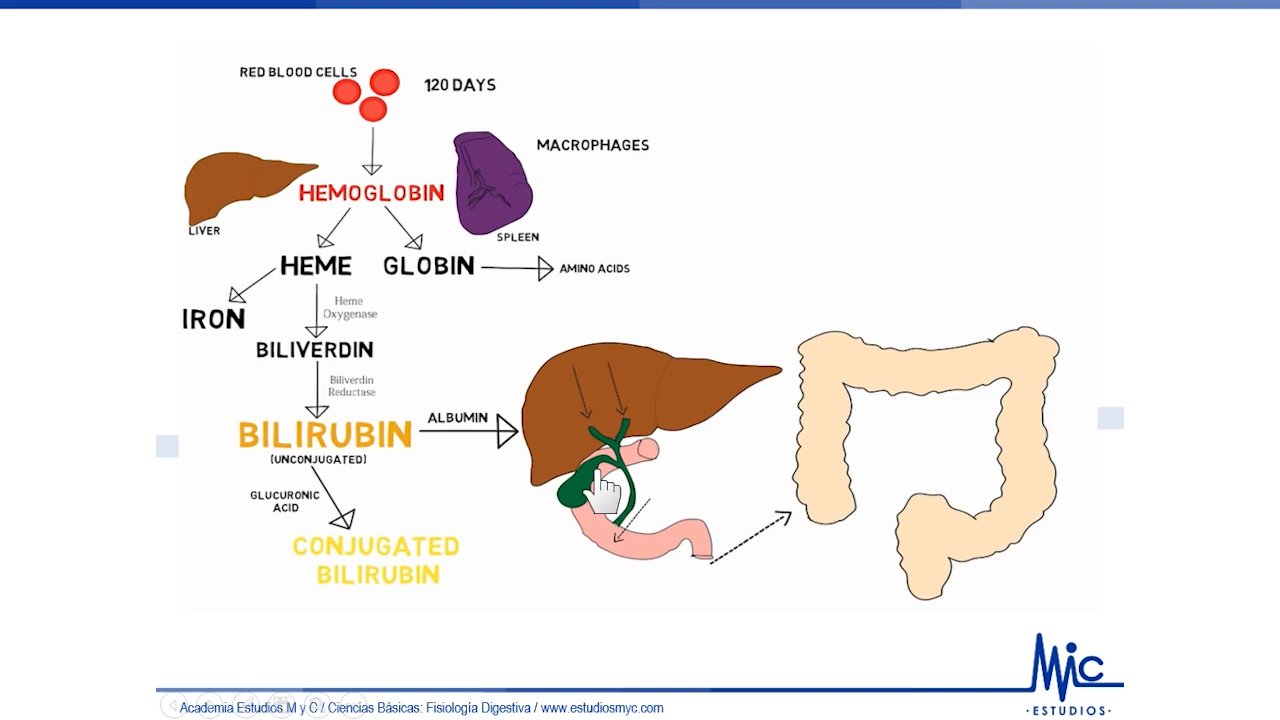 RED BLOOD CELLS
120 DAYS
MACROPHAGES
HEMOGLOBIN
LIVER
SPLEEN
HEME
GLOBIN
AMINO ACIDS
IRON
Heme
Oxygenase
BILIVERDIN
Biliverdin
Reductase
BILIRUBIN
(UNCONJUGATED)
ALBUMIN
GLUCURONIC
ACID
CONJUGATED
BILIRUBIN
Academia Estudios M y C / Ciencias Básicas: Fisiología Digestiva / www.estudiosmyc.com
Mic
·ESTUDIOS·